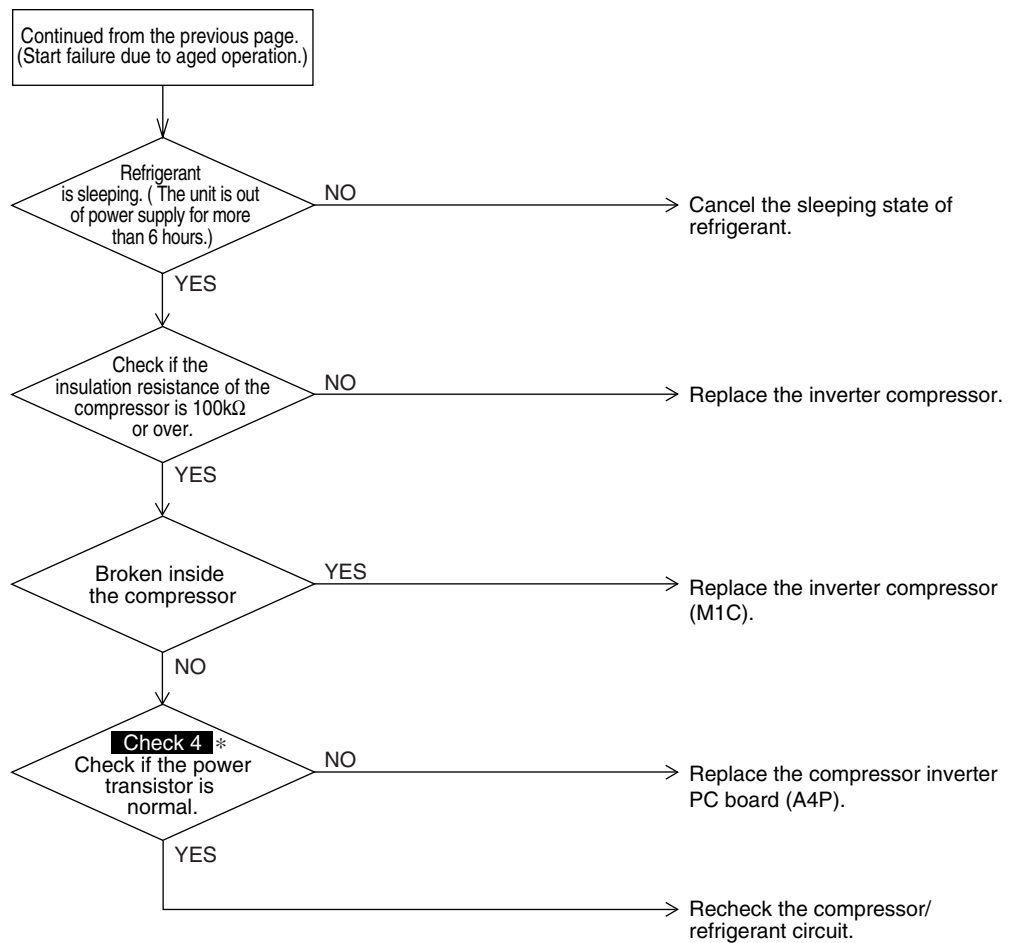 Continued from the previous page.
(Start failure due to aged operation.)
Refrigerant
is sleeping. ( The unit is out
of power supply for more
than 6 hours.)
NO
Cancel the sleeping state of
refrigerant.
YES
Check if the
insulation resistance of the
compressor is 100kΩ
or over.
NO
Replace the inverter compressor.
YES
Broken inside
the compressor
YES
Replace the inverter compressor
(M1C).
NO
Check 4 *
Check if the power
transistor is
normal.
NO
Replace the compressor inverter
PC board (A4P).
YES
Recheck the compressor/
refrigerant circuit.